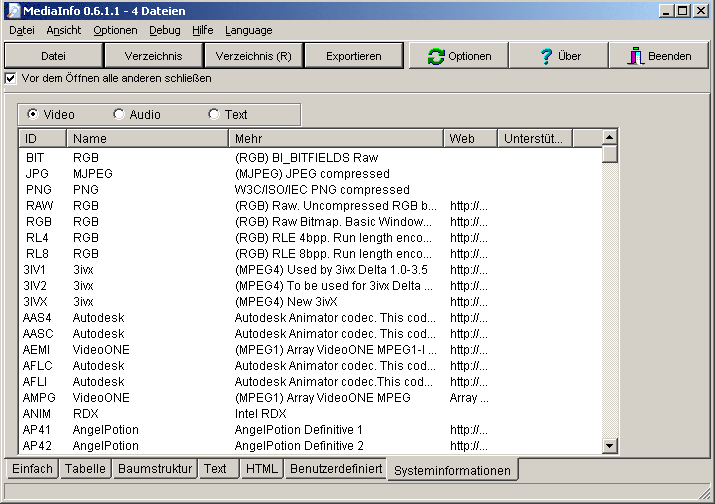 MediaInfo 0.6.1.1 - 4 Dateien
Datei Ansicht Optionen Debug Hilfe Language
Datei Verzeichnis Verzeichnis (R) Exportieren Optionen Über Beenden
Vor dem Öffnen alle anderen schließen
Video Audio Text
ID Name Mehr Web Unterstüt...
BIT RGB (RGB) BI_BITFIELDS Raw
JPG MJPEG (MJPEG) JPEG compressed
PNG PNG W3C/ISO/IEC PNG compressed
RAW RGB (RGB) Raw. Uncompressed RGB b... http://...
RGB RGB (RGB) Raw Bitmap. Basic Window... http://...
RL4 RGB (RGB) RLE 4bpp. Run length enco... http://...
RL8 RGB (RGB) RLE 8bpp. Run length enco... http://...
3IV1 3ivx (MPEG4) Used by 3ivx Delta 1.0-3.5 http://...
3IV2 3ivx (MPEG4) To be used for 3ivx Delta ... http://...
3IVX 3ivx (MPEG4) New 3ivX http://...
AAS4 Autodesk Autodesk Animator codec. This cod... http://...
AASC Autodesk Autodesk Animator codec. This cod... http://...
AEMI VideoONE (MPEG1) Array VideoONE MPEG1-I ... http://...
AFLC Autodesk Autodesk Animator codec. This cod... http://...
AFLI Autodesk Autodesk Animator codec.This cod... http://...
AMPG VideoONE (MPEG1) Array VideoONE MPEG Array ...
ANIM RDX Intel RDX
AP41 AngelPotion AngelPotion Definitive 1 http://...
AP42 AngelPotion AngelPotion Definitive 2 http://...
Einfach Tabelle Baumstruktur Text HTML Benutzerdefiniert Systeminformationen